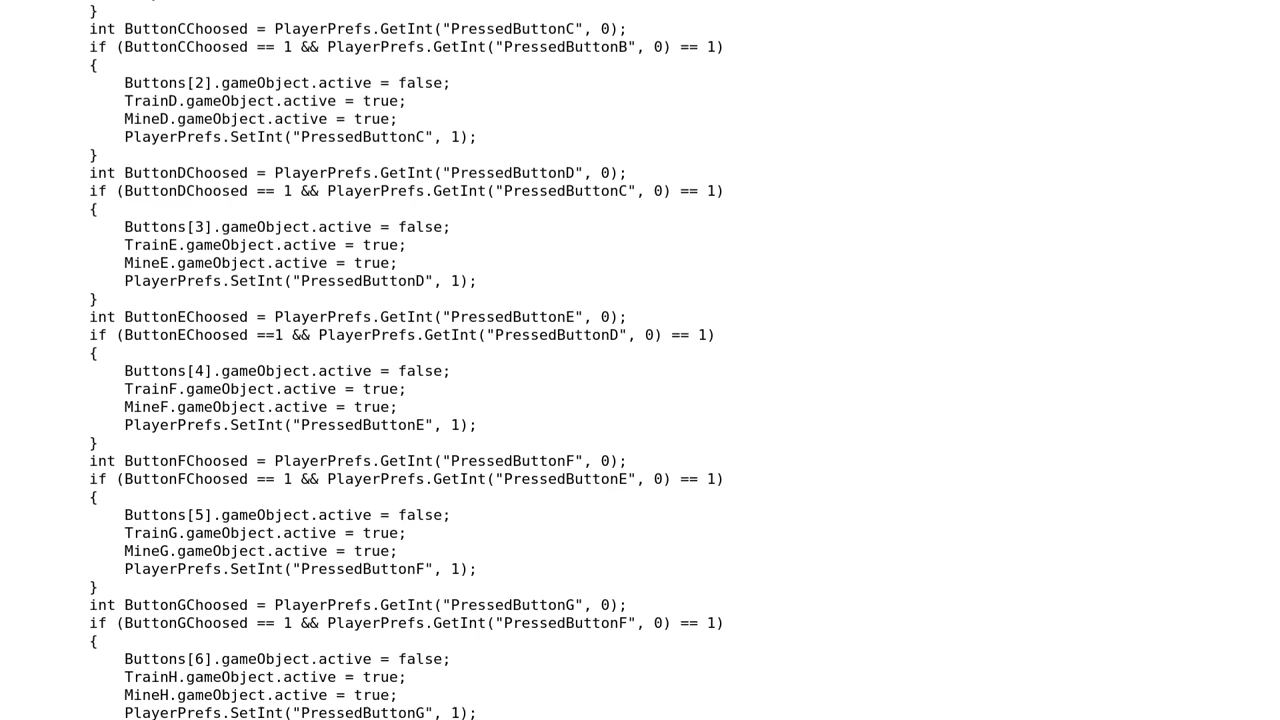 }
int ButtonCChoosed = PlayerPrefs.GetInt("PressedButtonC", 0);
if (ButtonCChoosed == 1 && PlayerPrefs.GetInt("PressedButtonB", 0) == 1)
{
Buttons[2].gameObject.active = false;
TrainD.gameObject.active = true;
MineD.gameObject.active = true;
PlayerPrefs.SetInt("PressedButtonC", 1);
}
int ButtonDChoosed = PlayerPrefs.GetInt("PressedButtonD", 0);
if (ButtonDChoosed == 1 && PlayerPrefs.GetInt("PressedButtonC", 0) == 1)
{
Buttons[3].gameObject.active = false;
TrainE.gameObject.active = true;
MineE.gameObject.active = true;
PlayerPrefs.SetInt("PressedButtonD", 1);
}
int ButtonEChoosed = PlayerPrefs.GetInt("PressedButtonE", 0);
if (ButtonEChoosed ==1 && PlayerPrefs.GetInt("PressedButtonD", 0) == 1)
{
Buttons[4].gameObject.active = false;
TrainF.gameObject.active = true;
MineF.gameObject.active = true;
PlayerPrefs.SetInt("PressedButtonE", 1);
}
int ButtonFChoosed = PlayerPrefs.GetInt("PressedButtonF", 0);
if (ButtonFChoosed == 1 && PlayerPrefs.GetInt("PressedButtonE", 0) == 1)
{
Buttons[5].gameObject.active = false;
TrainG.gameObject.active = true;
MineG.gameObject.active = true;
PlayerPrefs.SetInt("PressedButtonF", 1);
}
int ButtonGChoosed = PlayerPrefs.GetInt("PressedButtonG", 0);
if (ButtonGChoosed == 1 && PlayerPrefs.GetInt("PressedButtonF", 0) == 1)
{
Buttons[6].gameObject.active = false;
TrainH.gameObject.active = true;
MineH.gameObject.active = true;
PlayerPrefs.SetInt("PressedButtonG", 1);